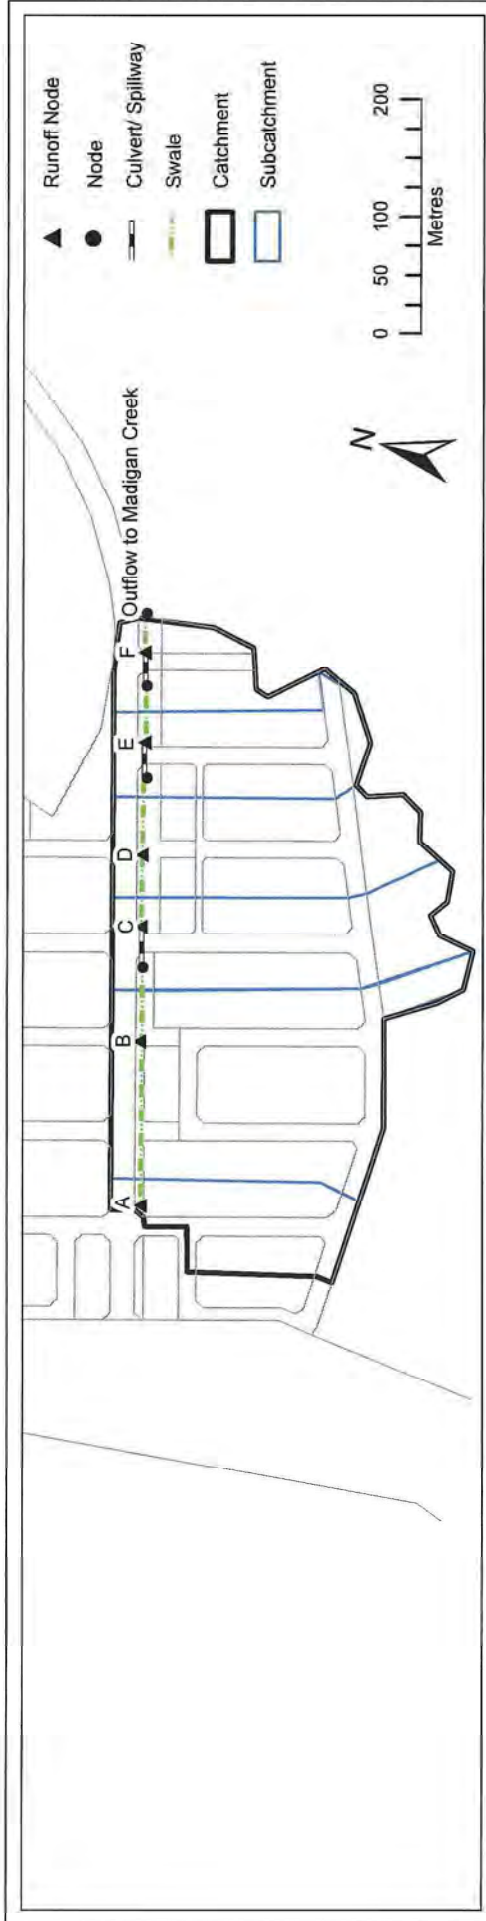 Runoff Node
Node
Culvert/ Spillway
Swale
Catchment
Subcatchment
0 50 100 200
Metres
N
Outflow to Madigan Creek
A
B
C
D
E
F